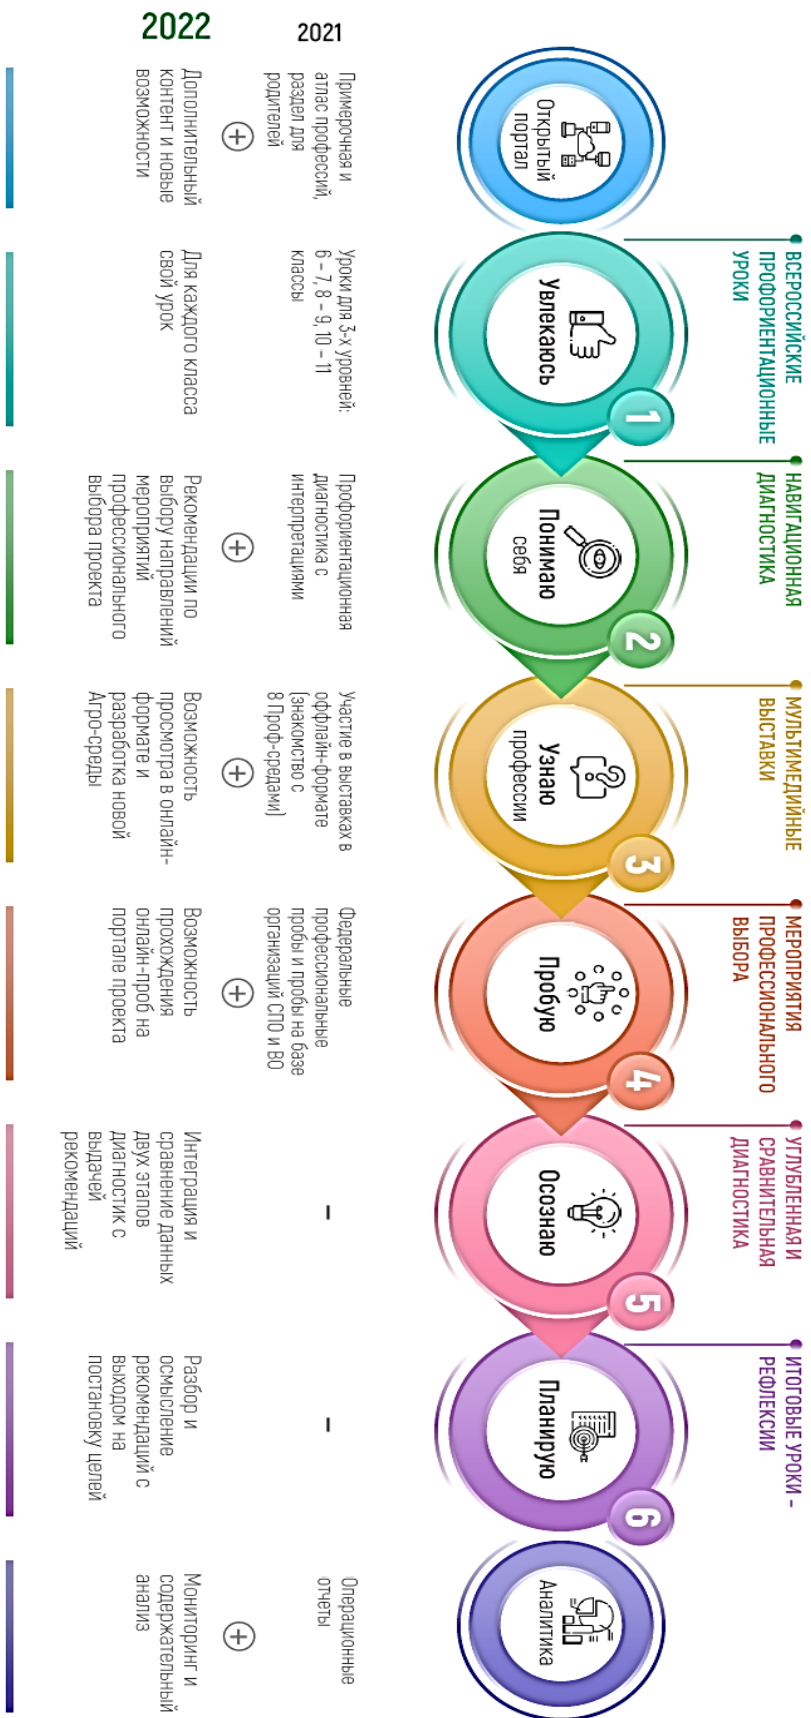 ВСЕРОССИЙСКИЕ
ПРОФОРИЕНТАЦИОННЫЕ
УРОКИ
НАВИГАЦИОННАЯ
ДИАГНОСТИКА
МУЛЬТИМЕДИЙНЫЕ
ВЫСТАВКИ
МЕРОПРИЯТИЯ
ПРОФЕССИОНАЛЬНОГО
ВЫБОРА
УГЛУБЛЕННАЯ И
СРАВНИТЕЛЬНАЯ
ДИАГНОСТИКА
ИТОГОВЫЕ УРОКИ –
РЕФЛЕКСИИ
Открытый
портал
Увлекаюсь
1
Понимаю
себя
2
Узнаю
профессии
3
Пробую
4
Осознаю
5
Планирую
6
Аналитика
2021
Примерочная и
атлас профессий,
раздел для
родителей
Уроки для 3-х уровней:
6 – 7, 8 – 9, 10 – 11
классы
Профориентационная
диагностика с
интерпретациями
Участие в выставках в
оффлайн-формате
(знакомство с
8 Проф-средами)
Федеральные
профессиональные
пробы и пробы на базе
организаций СПО и ВО
–
–
Операционные
отчеты
+
+
+
+
+
2022
Дополнительный
контент и новые
возможности
Для каждого класса
свой урок
Рекомендации по
выбору направлений
мероприятий
профессионального
выбора проекта
Возможность
просмотра в онлайн-
формате и
разработка новой
Агро-среды
Возможность
прохождения
онлайн-проб на
портале проекта
Интеграция и
сравнение данных
двух этапов
диагностик с
выдачей
рекомендаций
Разбор и
осмысление
рекомендаций с
выходом на
постановку целей
Мониторинг и
содержательный
анализ